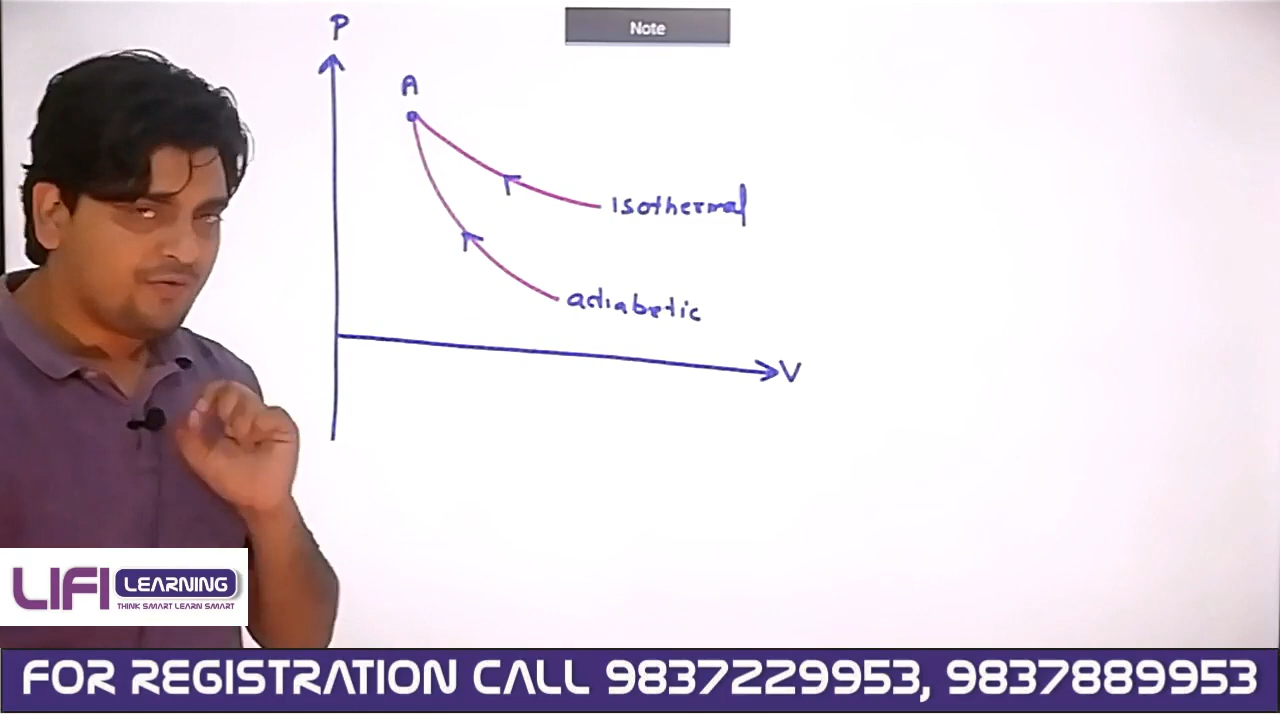 Note
P
A
isothermal
adiabetic
V
LIFI LEARNING
THINK SMART LEARN SMART
FOR REGISTRATION CALL 9837229953, 9837889953